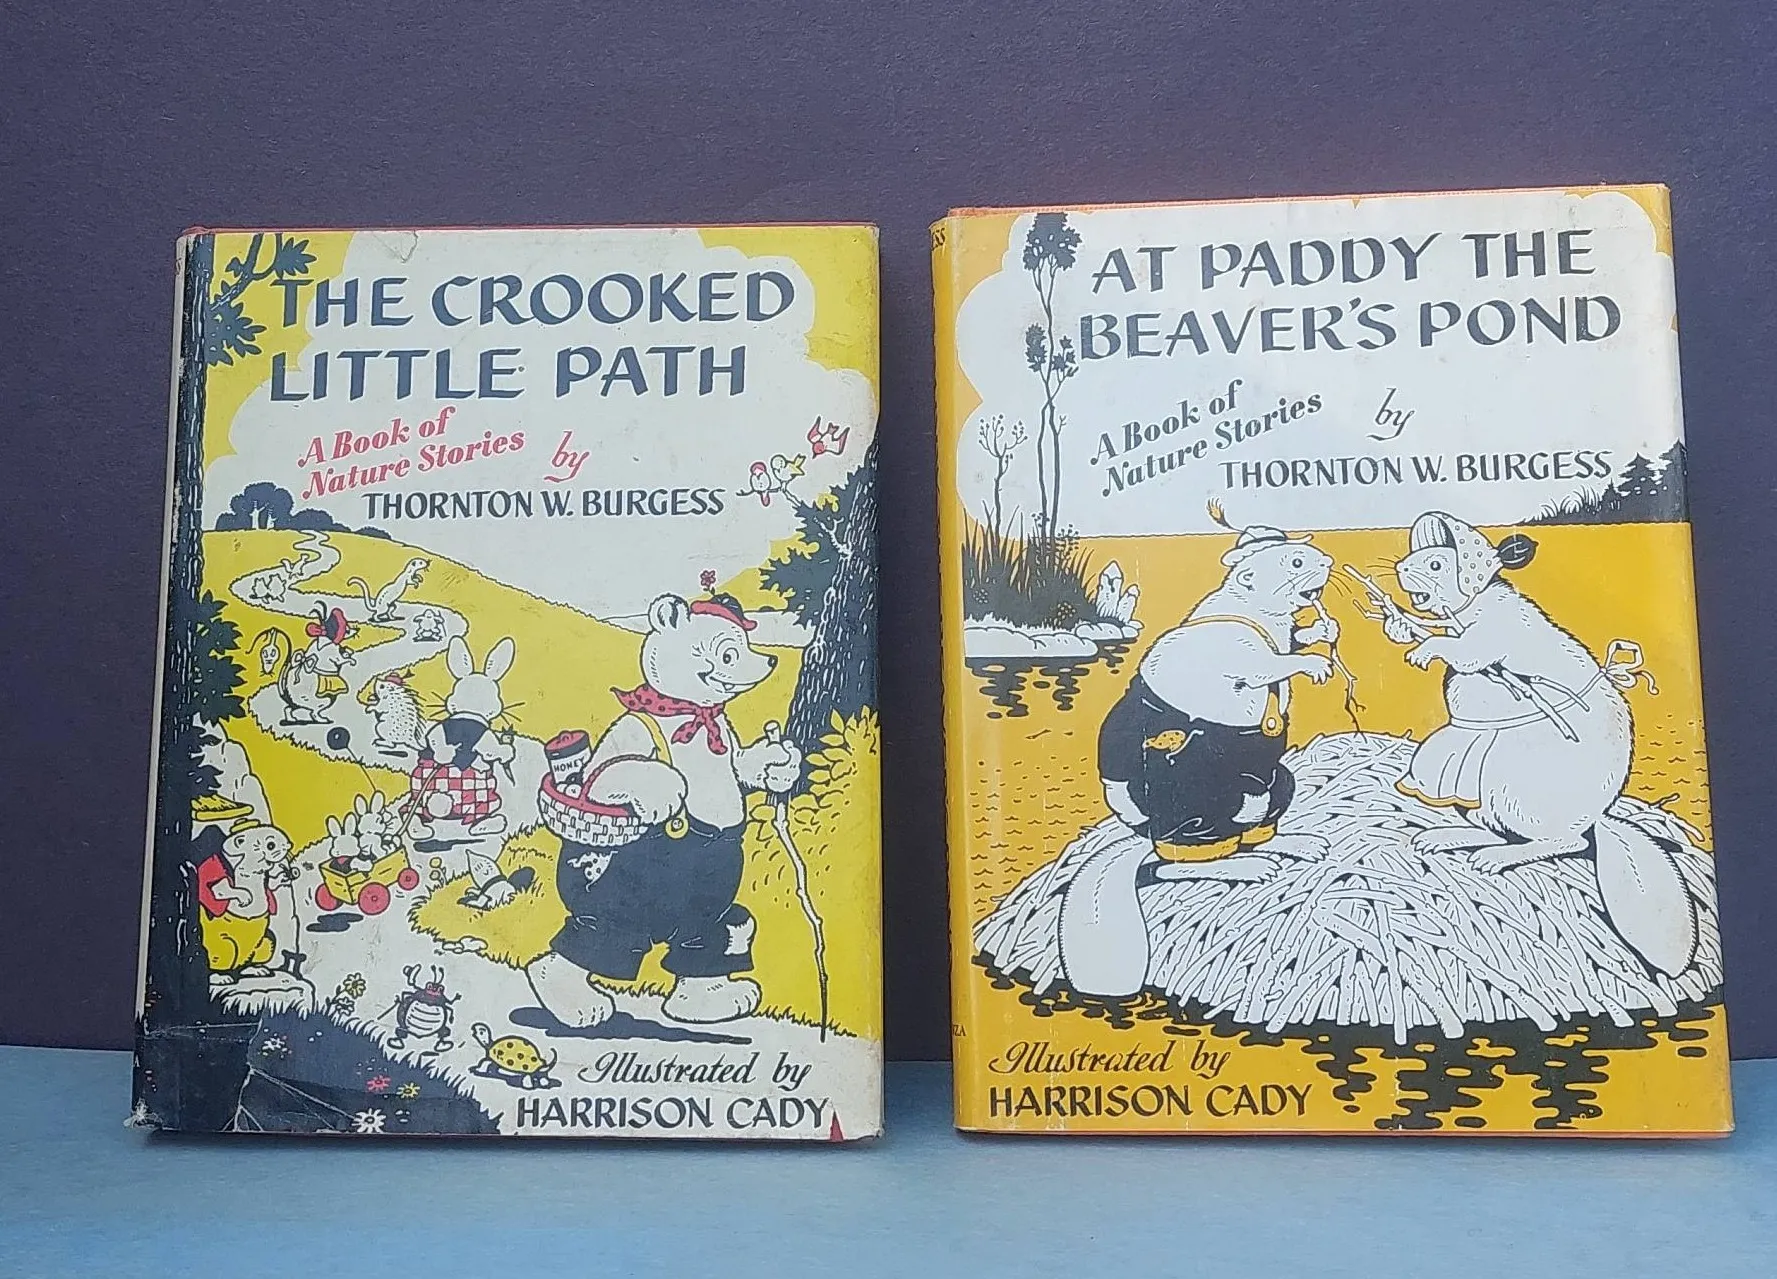 THE CROOKED
LITTLE PATH
A Book of
Nature Stories
by
THORNTON W. BURGESS
HONEY
Illustrated by
HARRISON CADY
AT PADDY THE
BEAVER'S POND
A Book of
Nature Stories
by
THORNTON W. BURGESS
Illustrated by
HARRISON CADY